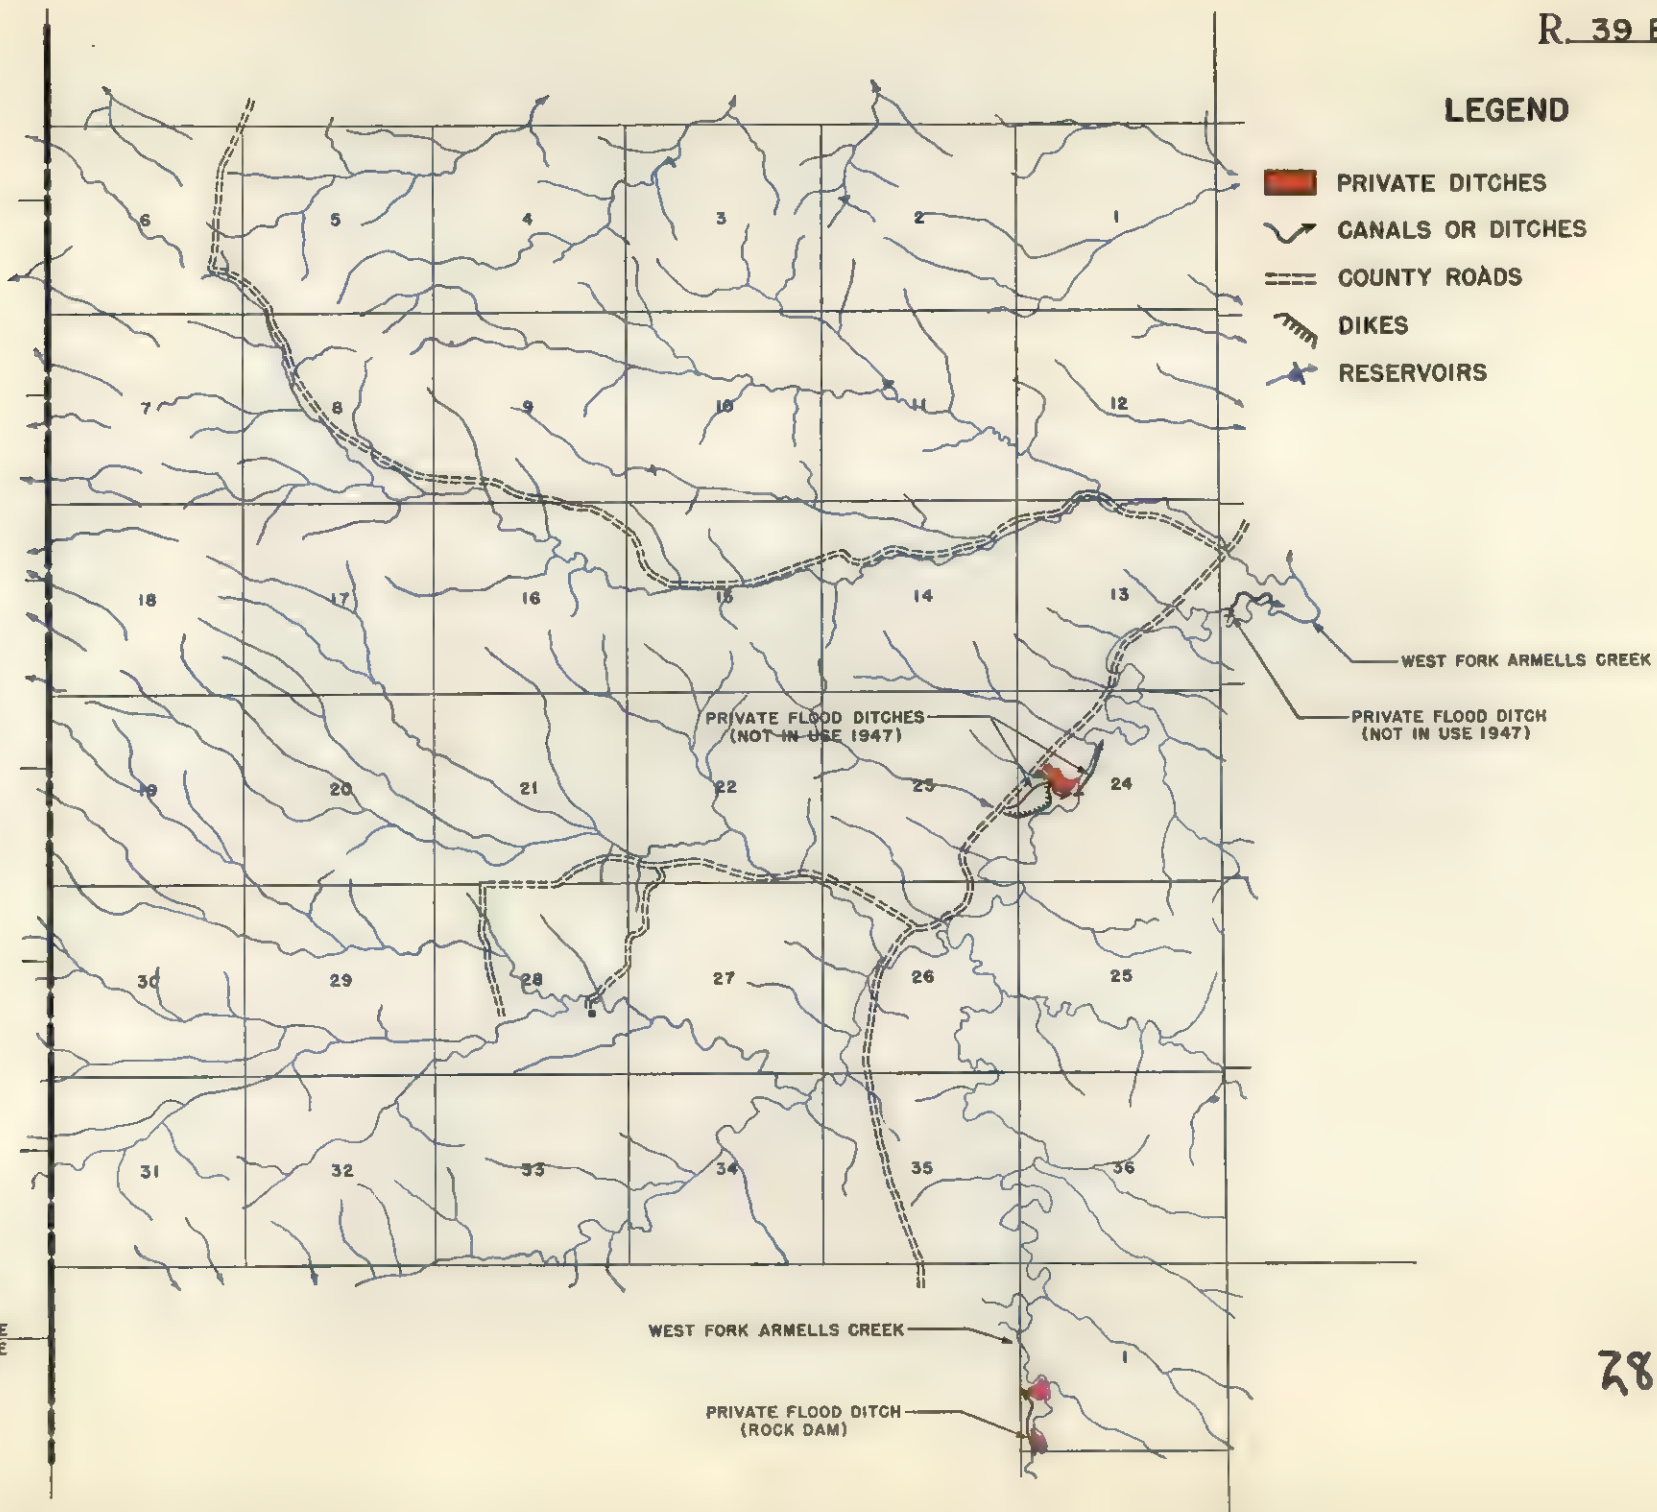 R. 39 E
LEGEND
PRIVATE DITCHES
CANALS OR DITCHES
COUNTY ROADS
DIKES
RESERVOIRS
6 5 4 3 2 1
7 8 9 10 11 12
18 17 16 15 14 13
WEST FORK ARMELLS CREEK
PRIVATE FLOOD DITCHES
(NOT IN USE 1947)
PRIVATE FLOOD DITCH
(NOT IN USE 1947)
19 20 21 22 23 24
30 29 28 27 26 25
31 32 33 34 35 36
WEST FORK ARMELLS CREEK
1
PRIVATE FLOOD DITCH
(ROCK DAM)
E
E
28